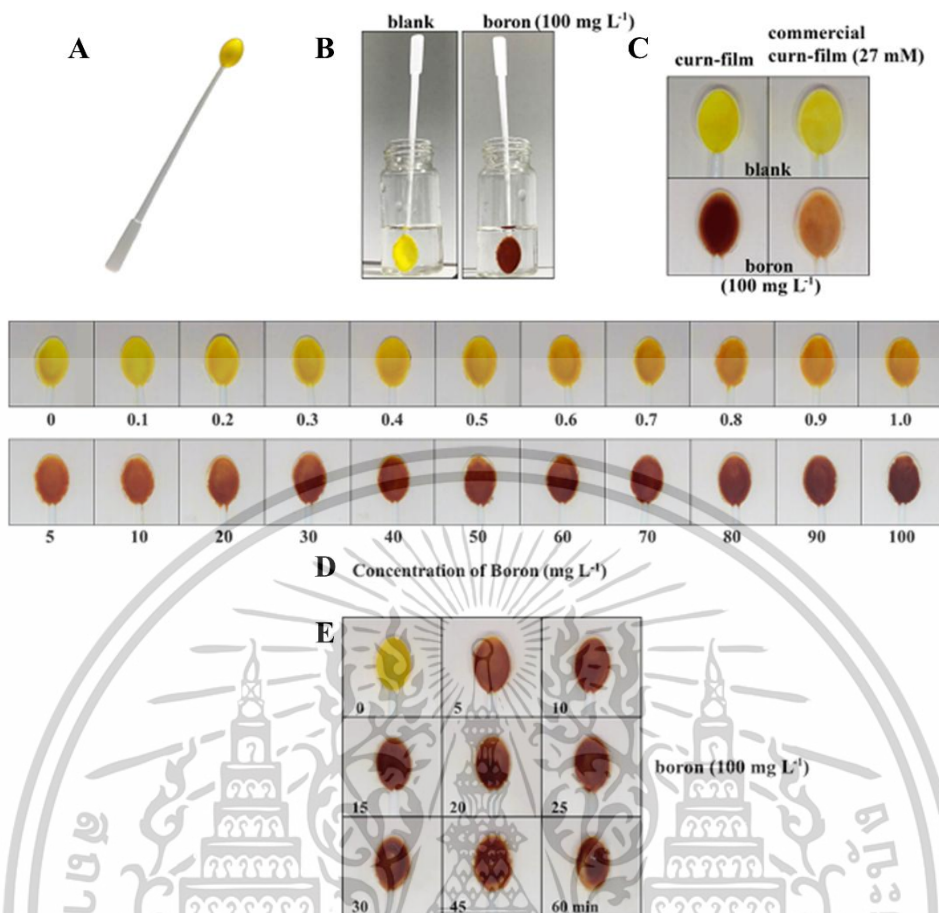 A
B
blank
boron (100 mg L⁻¹)
C
curn-film
commercial
curn-film (27 mM)
blank
boron
(100 mg L⁻¹)
0 0.1 0.2 0.3 0.4 0.5 0.6 0.7 0.8 0.9 1.0
5 10 20 30 40 50 60 70 80 90 100
D Concentration of Boron (mg L⁻¹)
E
0 5 10
15 20 25
boron (100 mg L⁻¹)
30 45 60 min